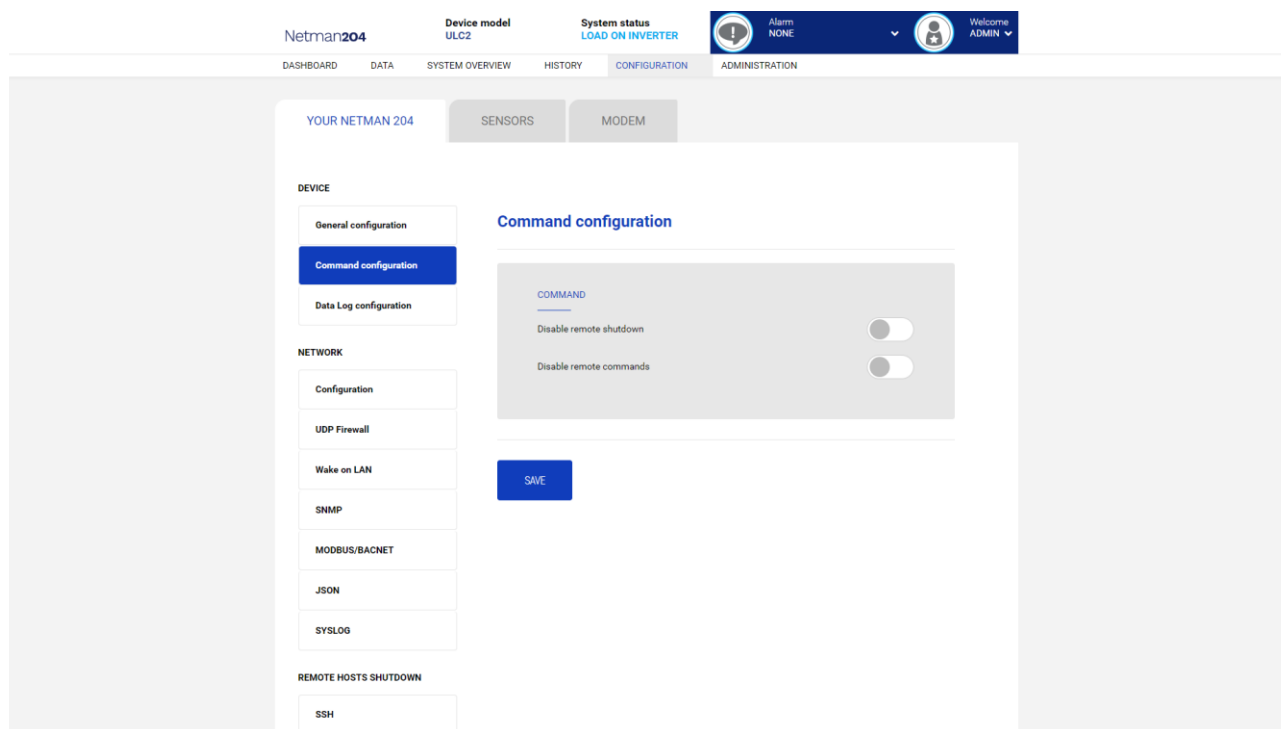 Netman204
Device model
ULC2
System status
LOAD ON INVERTER
Alarm
NONE
Welcome
ADMIN
DASHBOARD DATA SYSTEM OVERVIEW HISTORY CONFIGURATION ADMINISTRATION
YOUR NETMAN 204 SENSORS MODEM
DEVICE
General configuration
Command configuration
Data Log configuration
NETWORK
Configuration
UDP Firewall
Wake on LAN
SNMP
MODBUS/BACNET
JSON
SYSLOG
REMOTE HOSTS SHUTDOWN
SSH
Command configuration
COMMAND
Disable remote shutdown
Disable remote commands
SAVE